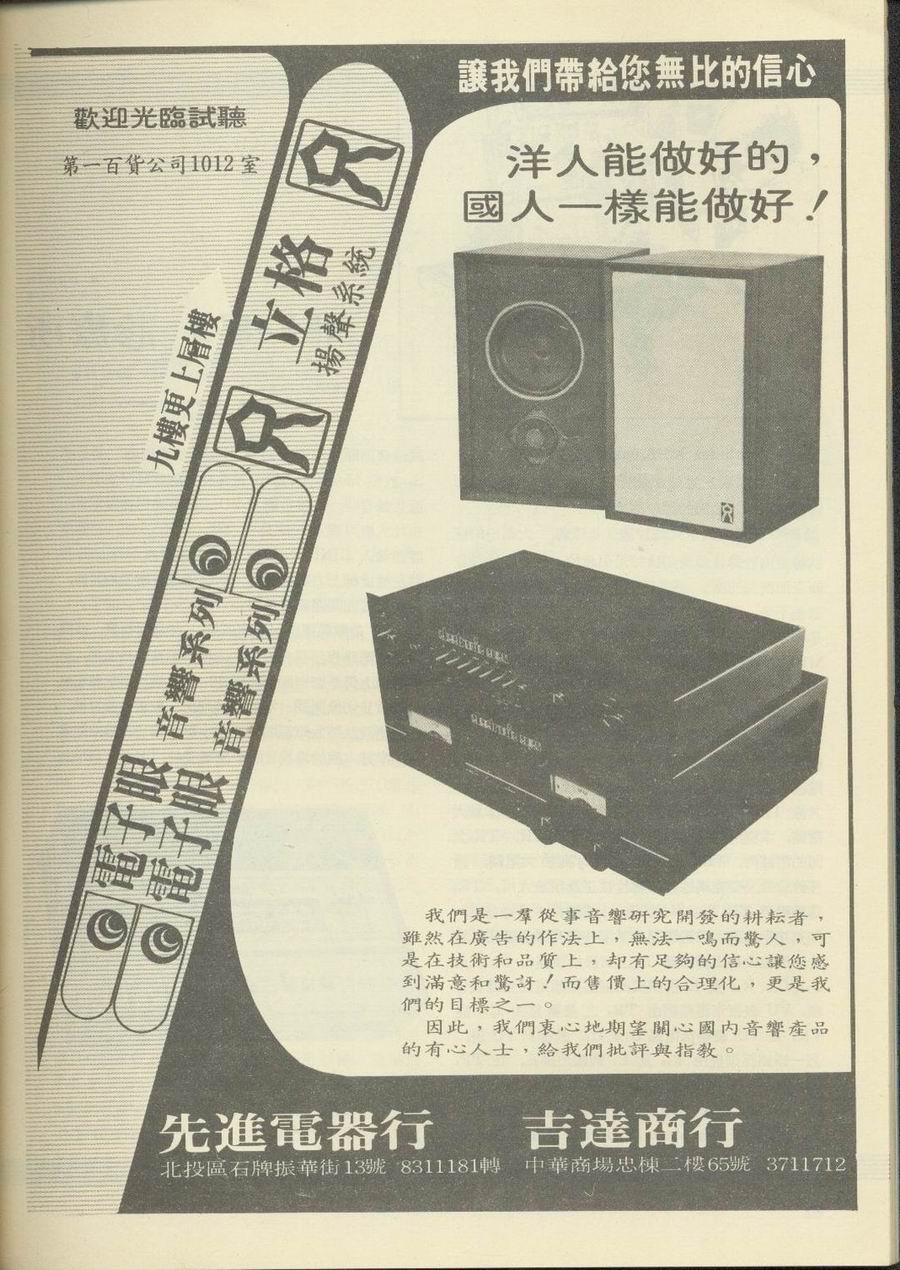 讓我們帶給您無比的信心
洋人能做好的，
國人一樣能做好！
歡迎光臨試聽
第一百貨公司1012室
九樓更上層樓
立格
揚聲系統
電子眼音響系列
電子眼音響系列
我們是一羣從事音響研究開發的耕耘者，
雖然在廣告的作法上，無法一鳴而驚人，可
是在技術和品質上，却有足夠的信心讓您感
到滿意和驚訝！而售價上的合理化，更是我
們的目標之一。
因此，我們衷心地期望關心國內音響產品
的有心人士，給我們批評與指教。
先進電器行
北投區石牌振華街13號 8311181轉
吉達商行
中華商場忠棟二樓65號 3711712